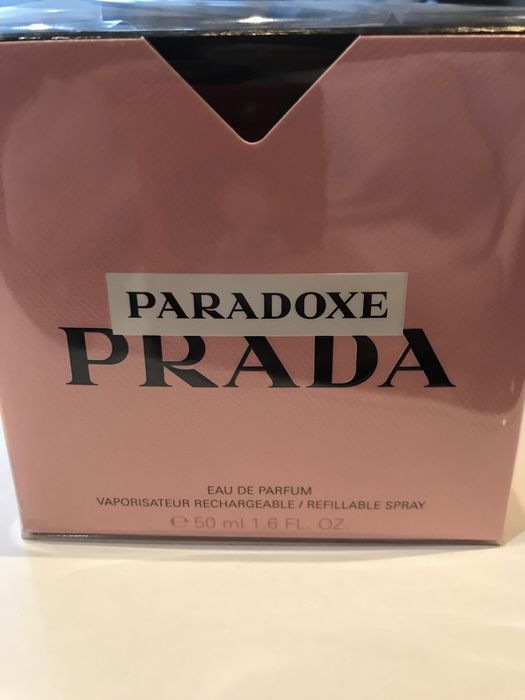 PARADOXE
PRADA
EAU DE PARFUM
VAPORISATEUR RECHARGEABLE / REFILLABLE SPRAY
℮ 50 ml 1.6 FL. OZ.